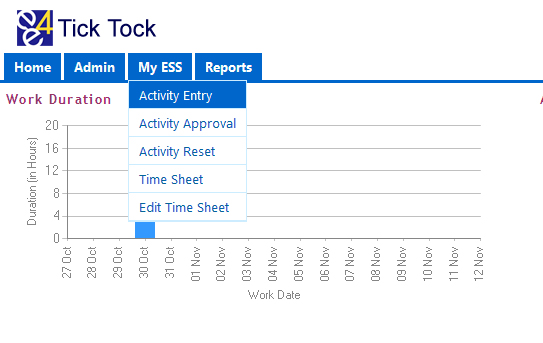 e4e Tick Tock
Home Admin My ESS Reports
Work Duration A
Activity Entry
Activity Approval
Activity Reset
Time Sheet
Edit Time Sheet
Duration (in Hours)
20
16
12
8
4
0
27 Oct 28 Oct 29 Oct 30 Oct 31 Oct 01 Nov 02 Nov 03 Nov 04 Nov 05 Nov 06 Nov 07 Nov 08 Nov 09 Nov 10 Nov 11 Nov 12 Nov
Work Date